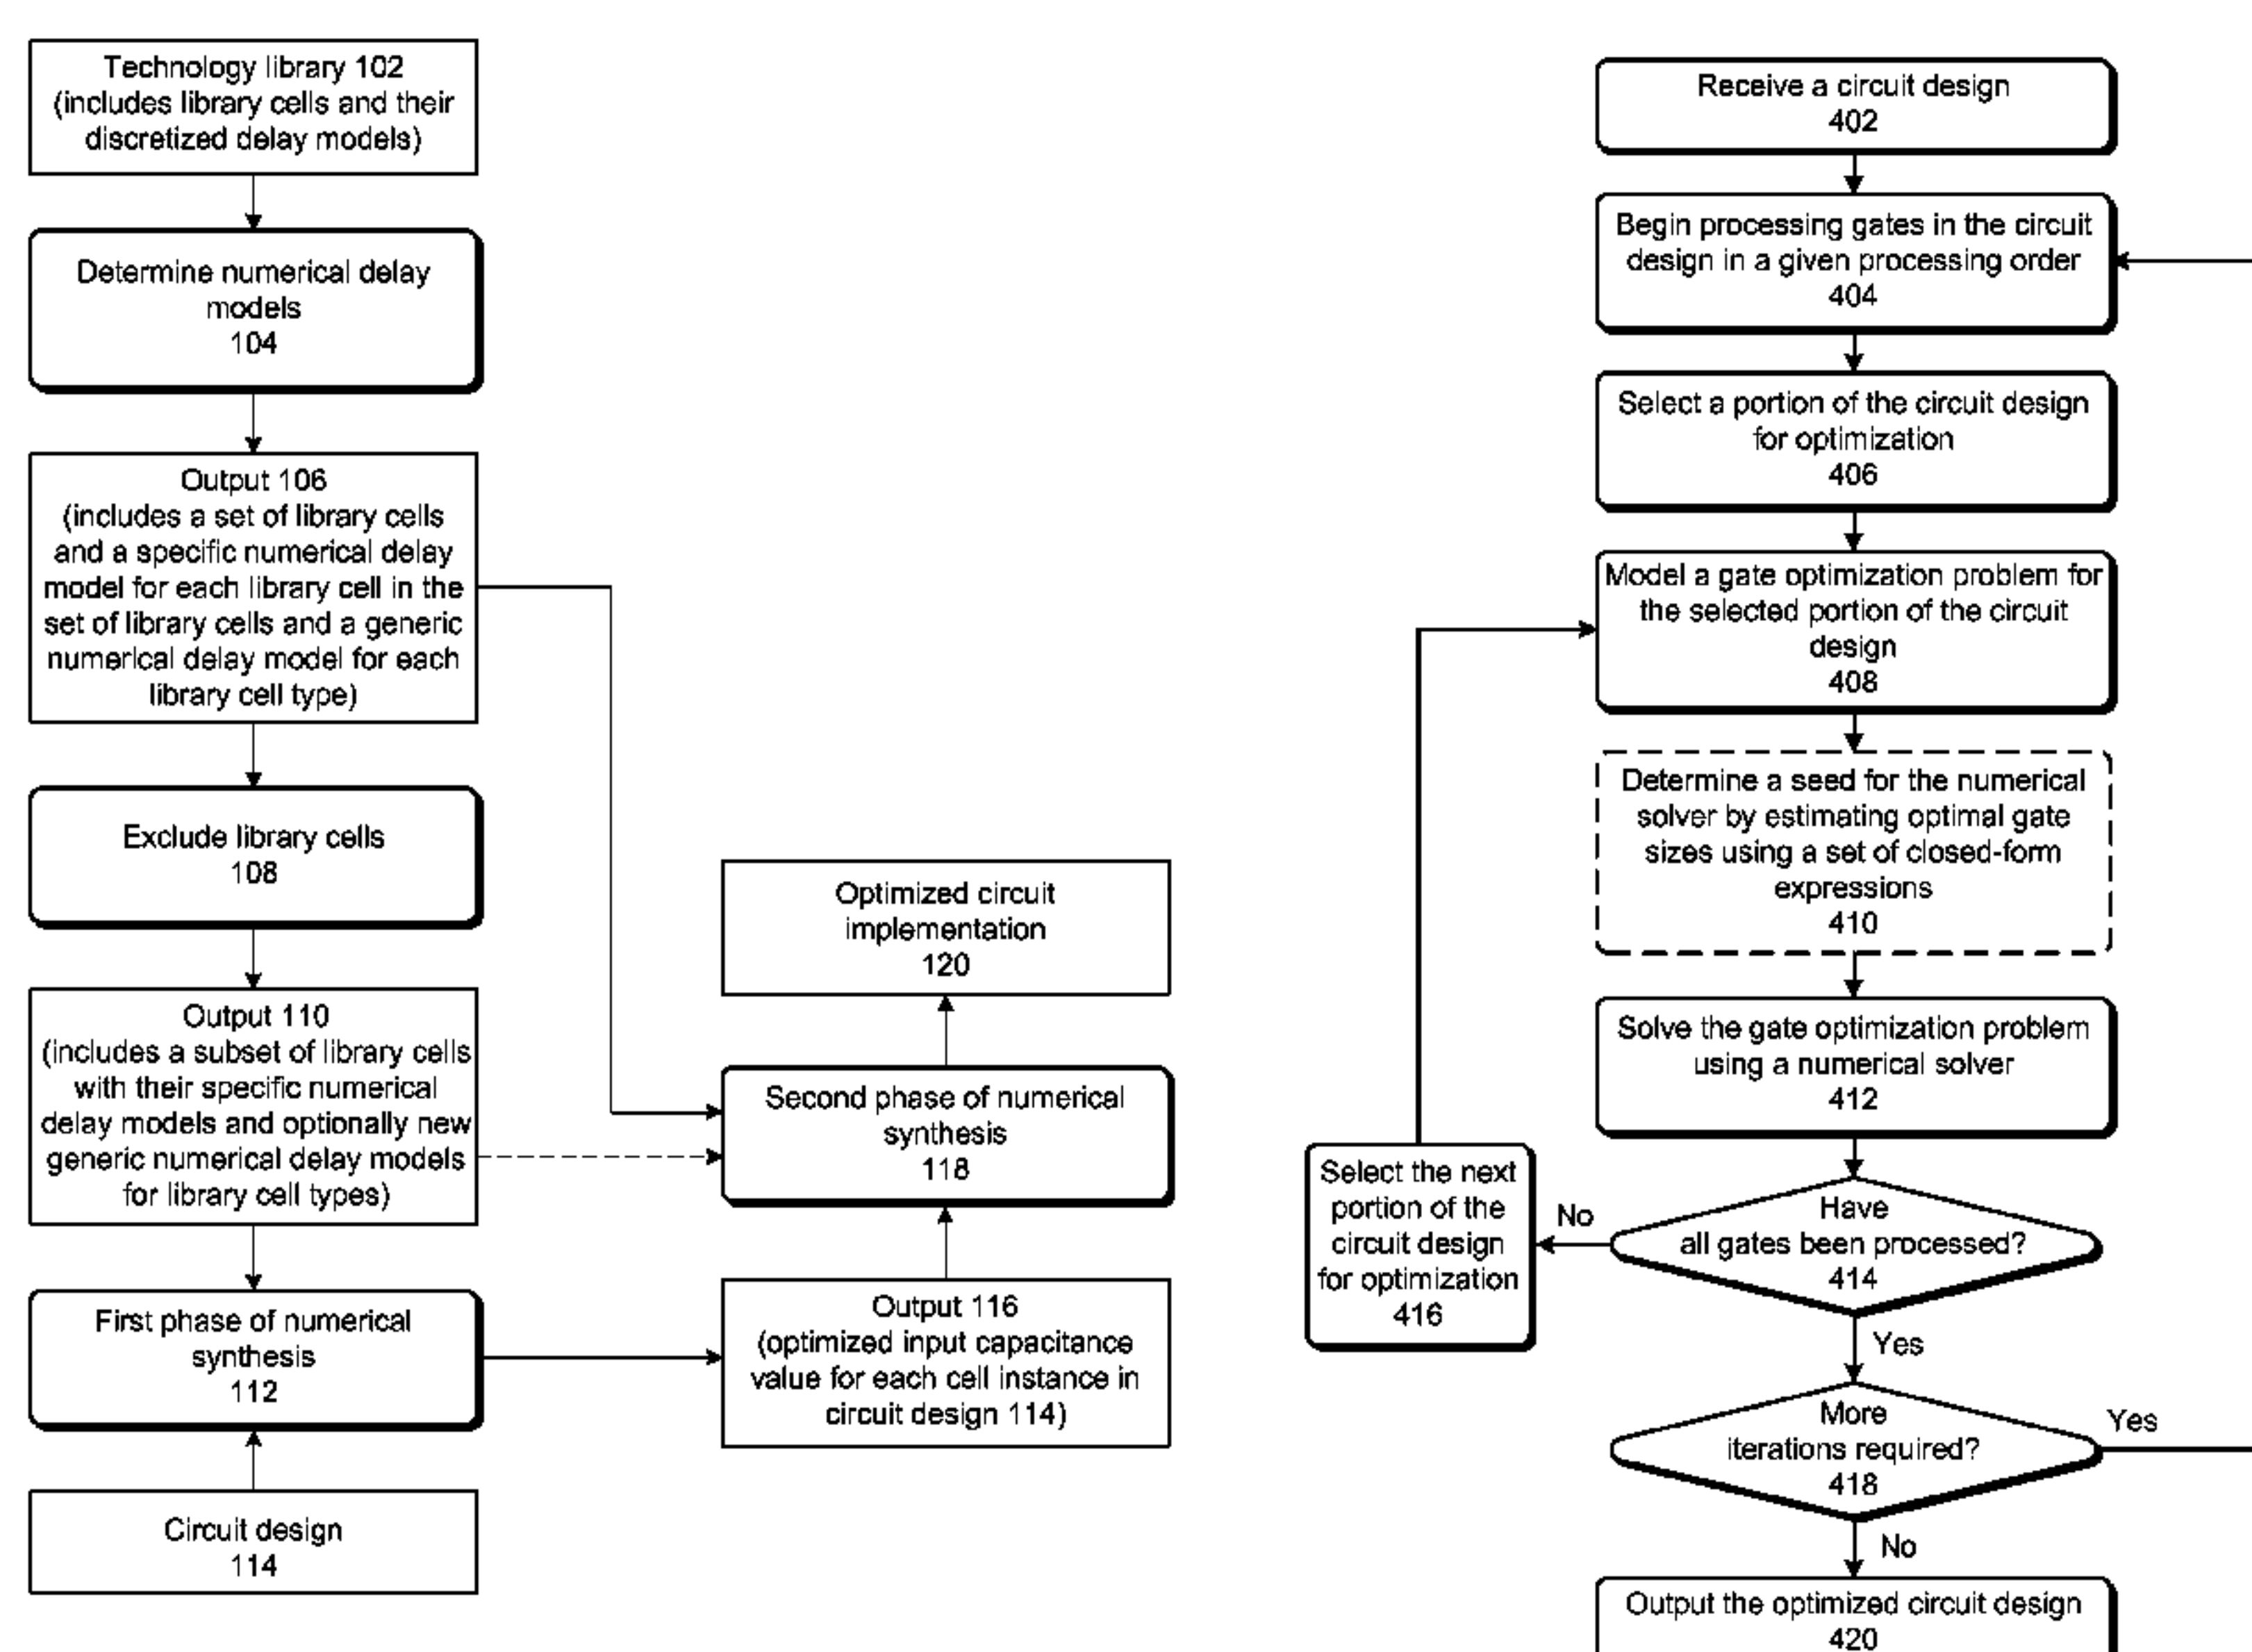 Technology library 102
(includes library cells and their
discretized delay models)
Determine numerical delay
models
104
Output 106
(includes a set of library cells
and a specific numerical delay
model for each library cell in the
set of library cells and a generic
numerical delay model for each
library cell type)
Exclude library cells
108
Output 110
(includes a subset of library cells
with their specific numerical
delay models and optionally new
generic numerical delay models
for library cell types)
First phase of numerical
synthesis
112
Circuit design
114
Optimized circuit
implementation
120
Second phase of numerical
synthesis
118
Output 116
(optimized input capacitance
value for each cell instance in
circuit design 114)
Receive a circuit design
402
Begin processing gates in the circuit
design in a given processing order
404
Select a portion of the circuit design
for optimization
406
Model a gate optimization problem for
the selected portion of the circuit
design
408
Determine a seed for the numerical
solver by estimating optimal gate
sizes using a set of closed-form
expressions
410
Solve the gate optimization problem
using a numerical solver
412
Have
all gates been processed?
414
No
Select the next
portion of the
circuit design
for optimization
416
Yes
More
iterations required?
418
Yes
No
Output the optimized circuit design
420